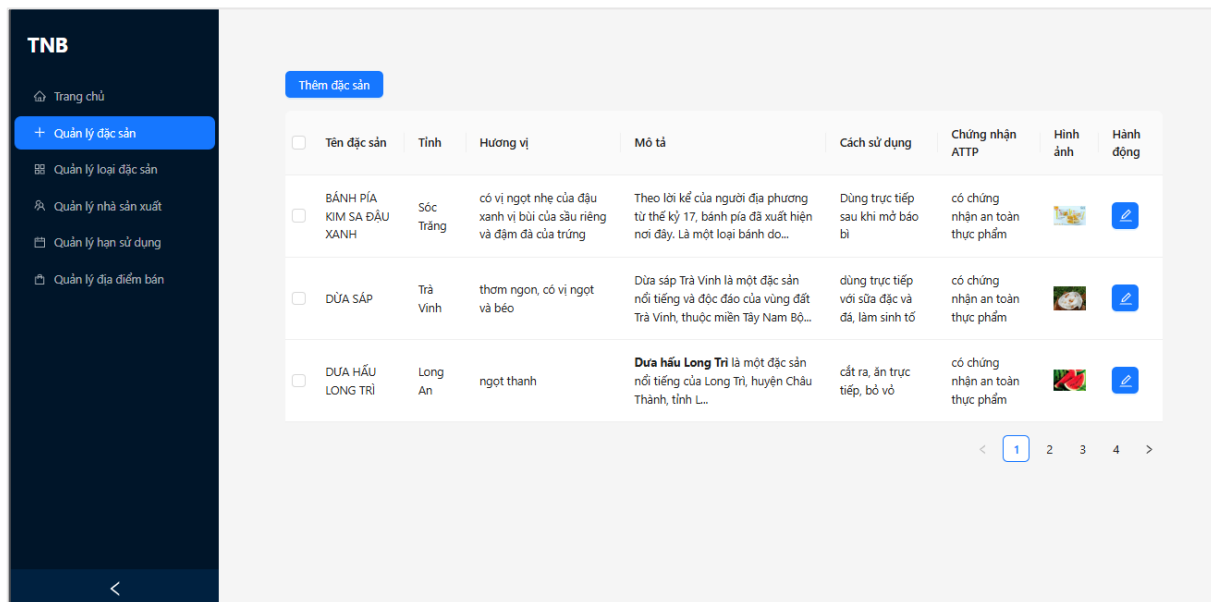 TNB
Trang chủ
Quản lý đặc sản
Quản lý loại đặc sản
Quản lý nhà sản xuất
Quản lý hạn sử dụng
Quản lý địa điểm bán
Thêm đặc sản
Tên đặc sản
Tỉnh
Hương vị
Mô tả
Cách sử dụng
Chứng nhận
ATTP
Hình
ảnh
Hành
động
BÁNH PÍA
KIM SA ĐẬU
XANH
Sóc
Trăng
có vị ngọt nhẹ của đậu
xanh vị bùi của sầu riêng
và đậm đà của trứng
Theo lời kể của người địa phương
từ thế kỷ 17, bánh pía đã xuất hiện
nơi đây. Là một loại bánh do...
Dùng trực tiếp
sau khi mở báo
bì
có chứng
nhận an toàn
thực phẩm
DỪA SÁP
Trà
Vinh
thơm ngon, có vị ngọt
và béo
Dừa sáp Trà Vinh là một đặc sản
nổi tiếng và độc đáo của vùng đất
Trà Vinh, thuộc miền Tây Nam Bộ...
dùng trực tiếp
với sữa đặc và
đá, làm sinh tố
có chứng
nhận an toàn
thực phẩm
DƯA HẤU
LONG TRÌ
Long
An
ngọt thanh
Dưa hấu Long Trì là một đặc sản
nổi tiếng của Long Trì, huyện Châu
Thành, tỉnh L...
cắt ra, ăn trực
tiếp, bỏ vỏ
có chứng
nhận an toàn
thực phẩm
< 1 2 3 4 >
<